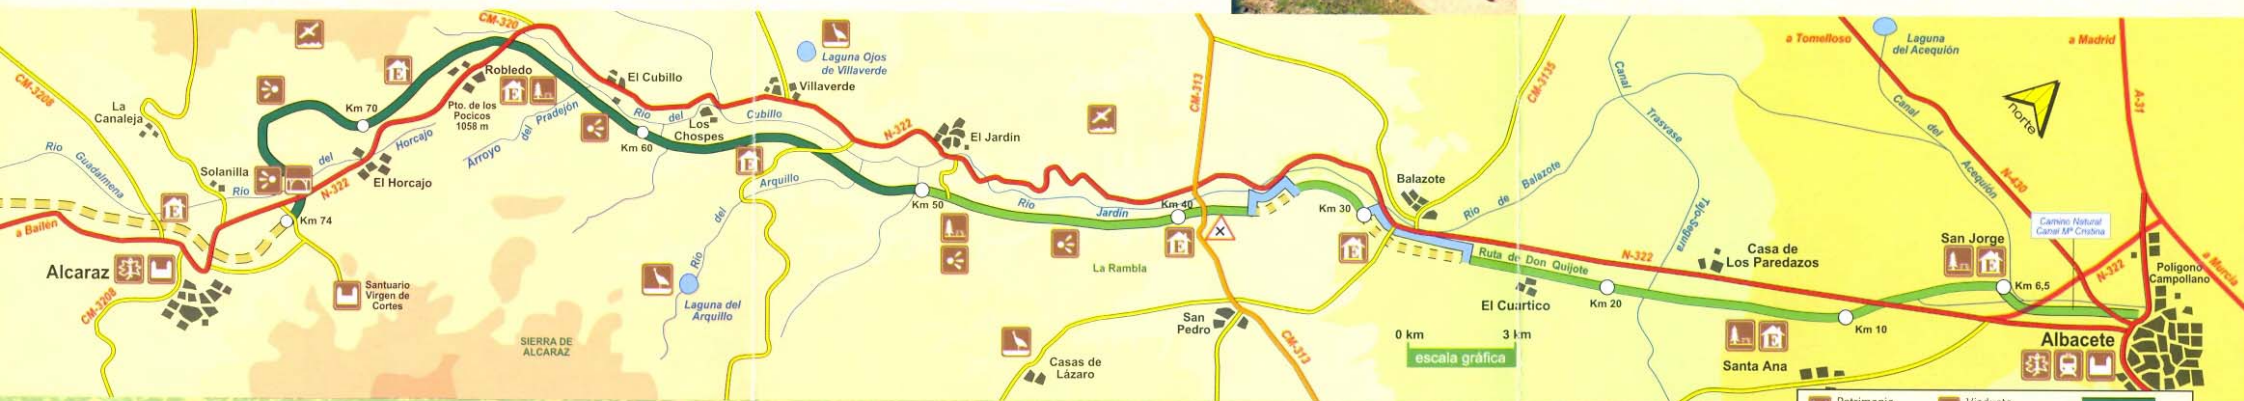 CM-3208
La
Canaleja
Río Guadalmena
Solanilla
Río
del
Horcajo
N-322
El Horcajo
Km 74
a Bailén
Alcaraz
CM-3208
Santuario
Virgen de
Cortes
Km 70
CM-320
Robledo
Pto. de los
Pocicos
1058 m
E
Arroyo del Pradejón
El Cubillo
Río del Cubillo
Km 60
Los
Chospes
Villaverde
Laguna Ojos
de Villaverde
SIERRA DE
ALCARAZ
Laguna del
Arquillo
Río del Arquillo
N-322
El Jardín
Km 50
Río Jardín
Km 40
La Rambla
CM-313
San
Pedro
Casas de
Lázaro
CM-313
Km 30
Balazote
CM-3135
Río de Balazote
Canal Trasvase Tajo-Segura
Ruta de Don Quijote
N-322
El Cuartico
Km 20
0 km 3 km
escala gráfica
Casa de
Los Paredazos
Km 10
Santa Ana
San Jorge
Km 6,5
a Tomelloso
Laguna
del Acequión
Canal del Acequión
N-430
norte
a Madrid
A-31
Camino Natural
Canal Mª Cristina
N-322
a Murcia
Polígono
Campollano
Albacete
Patrimonio
Viaducto